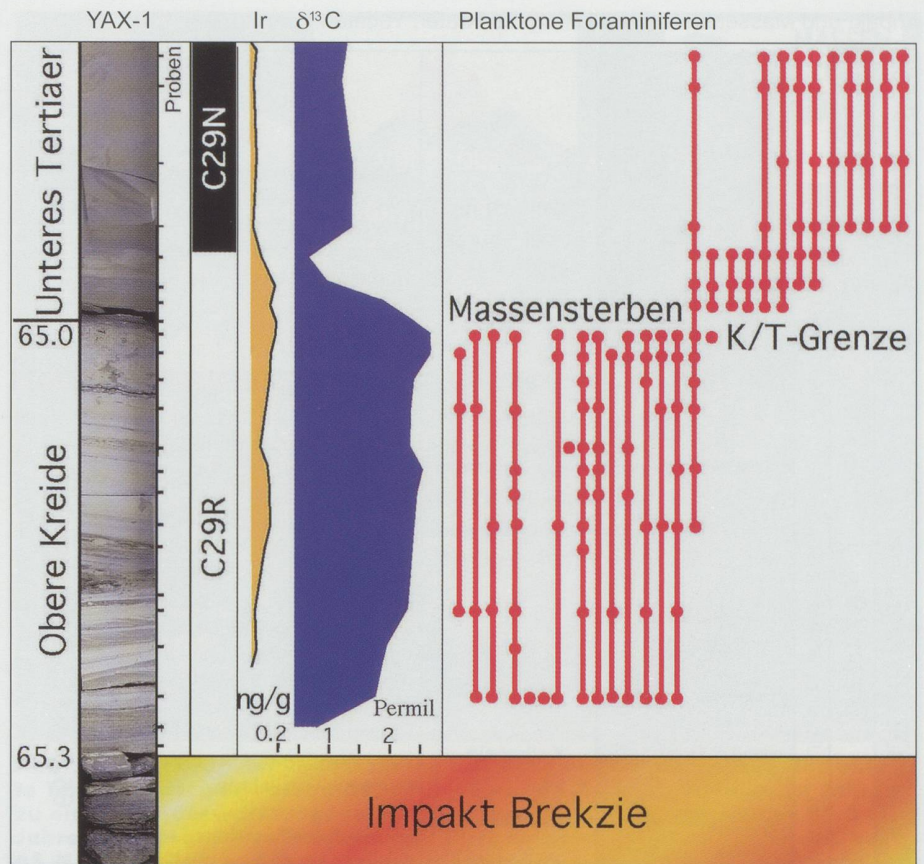 YAX-1 Ir δ¹³C Planktone Foraminiferen
Proben
Unteres Tertiaer
C29N
Massensterben
65.0
K/T-Grenze
Obere Kreide
C29R
ng/g
Permil
0.2 1 2
65.3
Impakt Brekzie